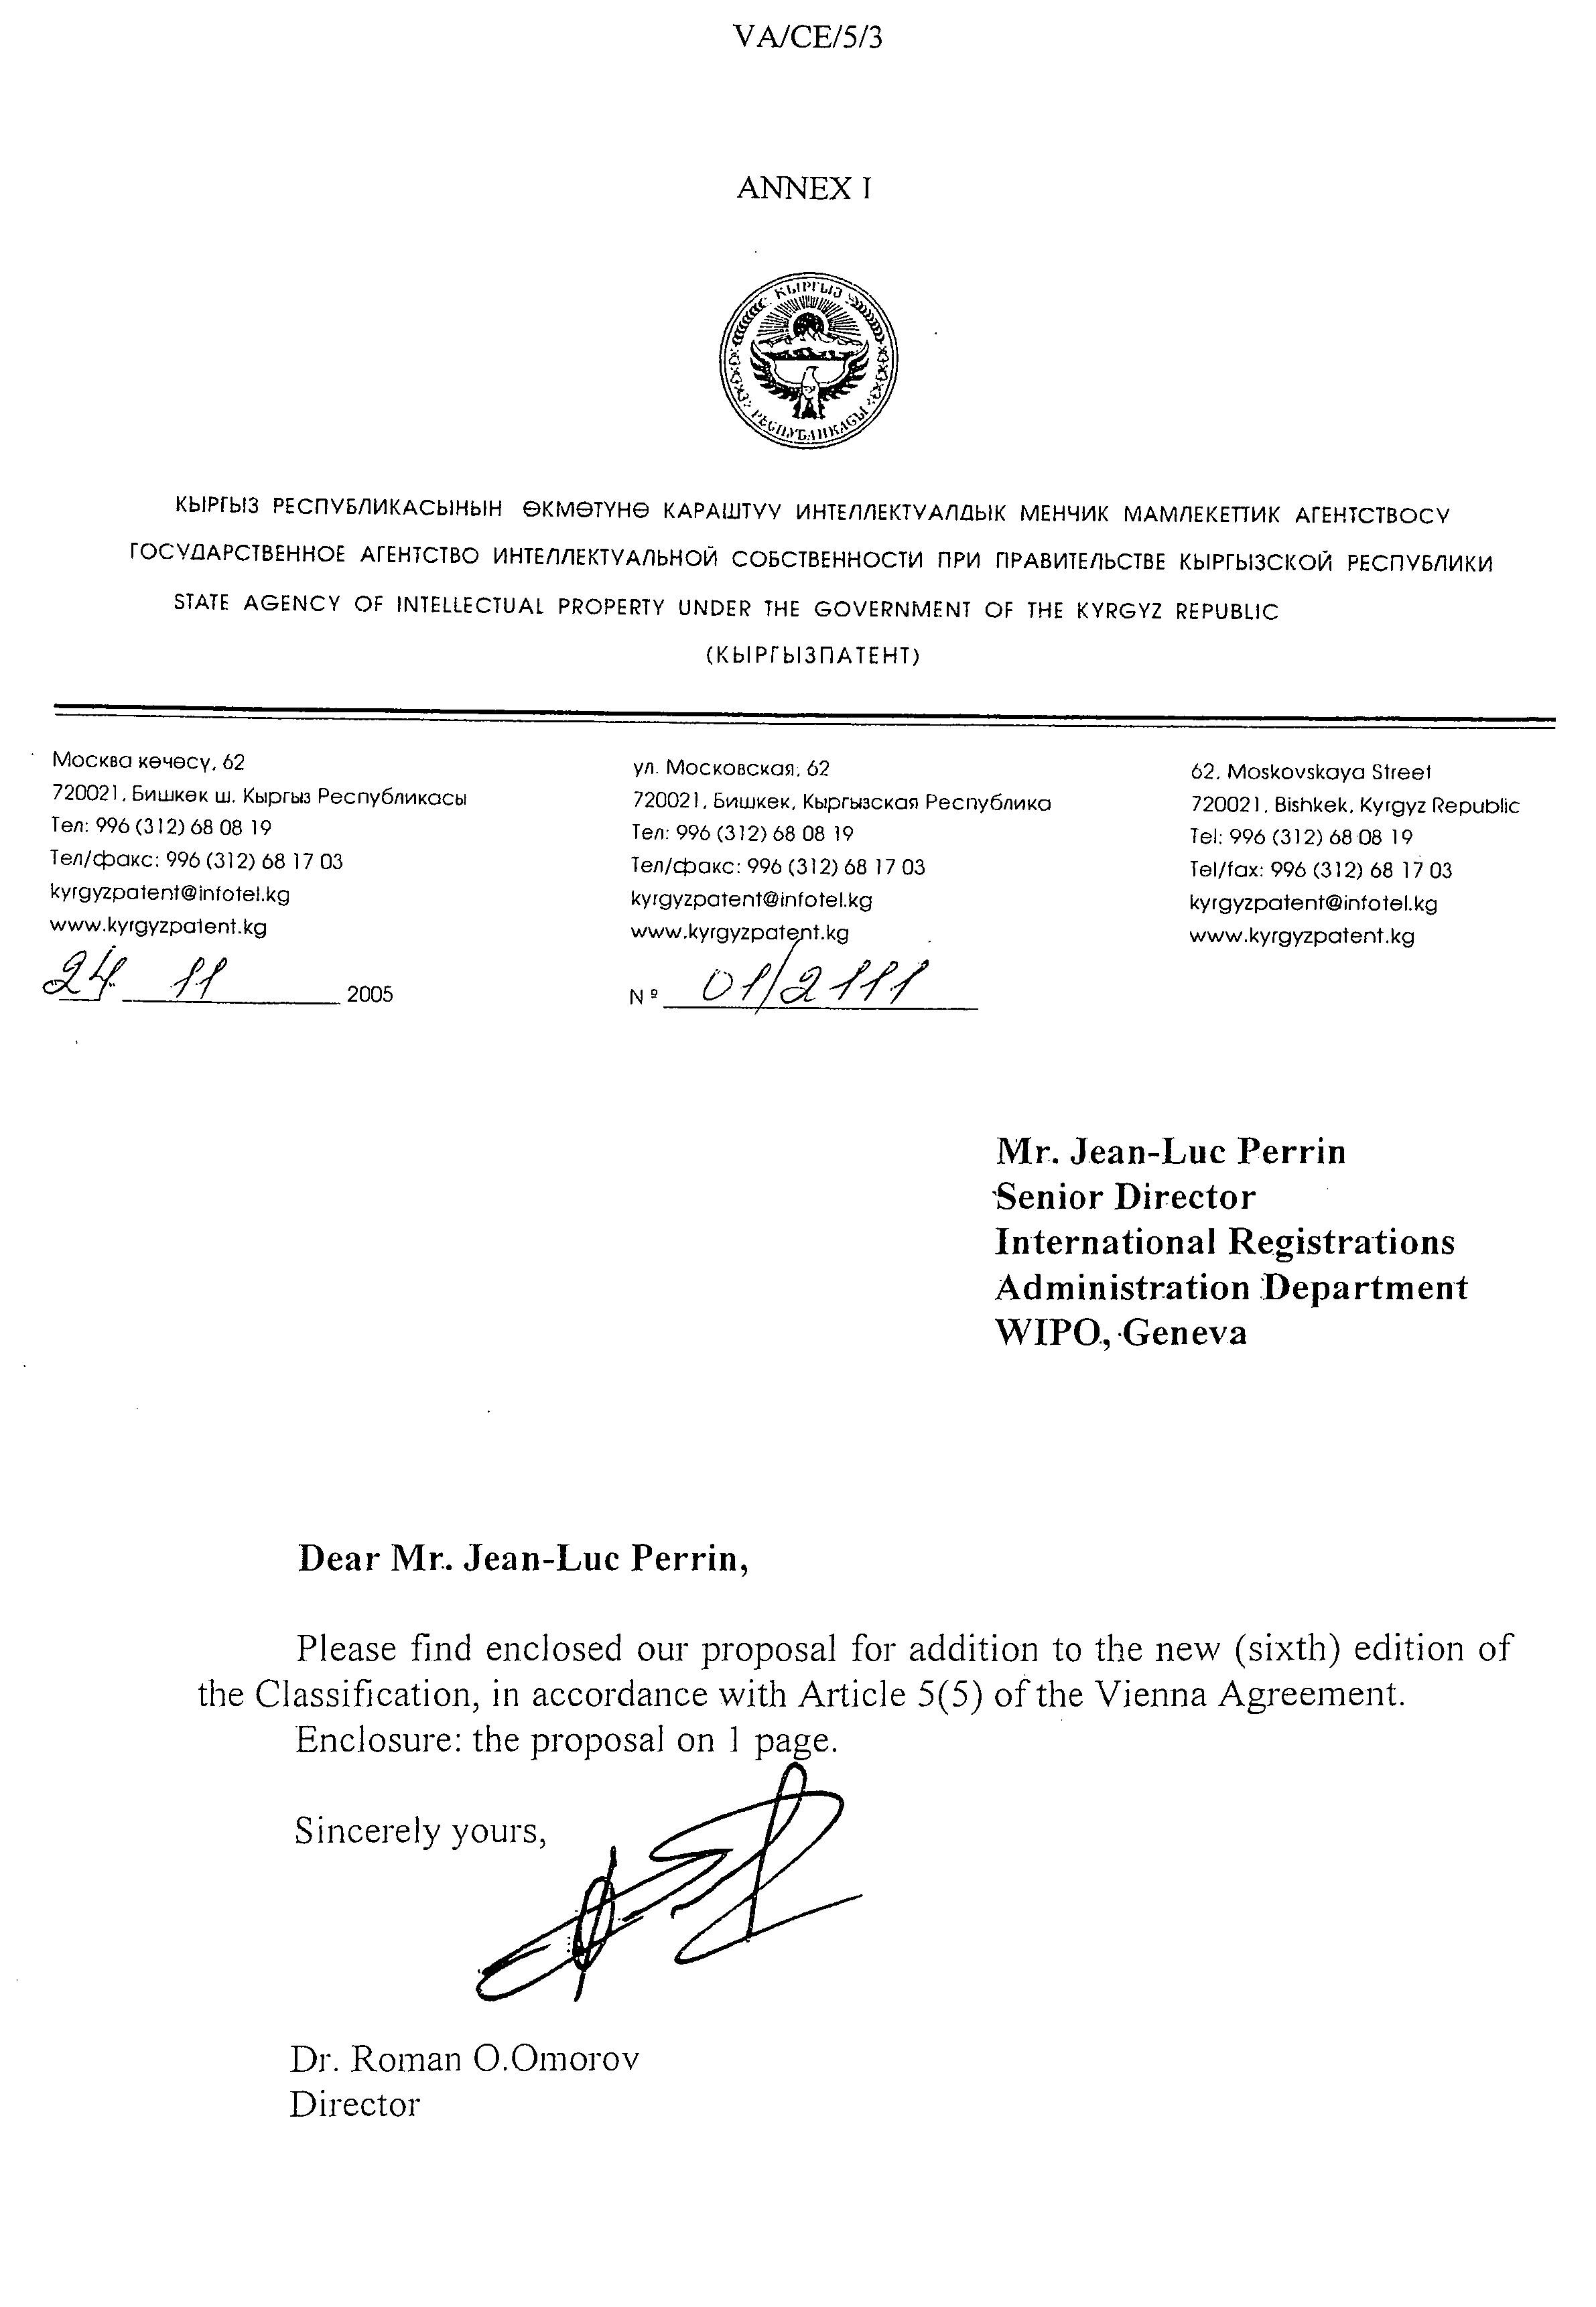 VA/CE/5/3
ANNEX I
КЫРГЫЗ
РЕСПУБЛИКАСЫ
КЫРГЫЗ РЕСПУБЛИКАСЫНЫН ӨКМӨТҮНӨ КАРАШТУУ ИНТЕЛЛЕКТУАЛДЫК МЕНЧИК МАМЛЕКЕТТИК АГЕНТСТВОСУ
ГОСУДАРСТВЕННОЕ АГЕНТСТВО ИНТЕЛЛЕКТУАЛЬНОЙ СОБСТВЕННОСТИ ПРИ ПРАВИТЕЛЬСТВЕ КЫРГЫЗСКОЙ РЕСПУБЛИКИ
STATE AGENCY OF INTELLECTUAL PROPERTY UNDER THE GOVERNMENT OF THE KYRGYZ REPUBLIC
(КЫРГЫЗПАТЕНТ)
Москва көчөсү, 62
720021, Бишкек ш. Кыргыз Республикасы
Тел: 996 (312) 68 08 19
Тел/факс: 996 (312) 68 17 03
kyrgyzpatent@infotel.kg
www.kyrgyzpatent.kg
24 11 2005
ул. Московская, 62
720021, Бишкек, Кыргызская Республика
Тел: 996 (312) 68 08 19
Тел/факс: 996 (312) 68 17 03
kyrgyzpatent@infotel.kg
www.kyrgyzpatent.kg
Nº 01/2111
62, Moskovskaya Street
720021, Bishkek, Kyrgyz Republic
Tel: 996 (312) 68 08 19
Tel/fax: 996 (312) 68 17 03
kyrgyzpatent@infotel.kg
www.kyrgyzpatent.kg
Mr. Jean-Luc Perrin
Senior Director
International Registrations
Administration Department
WIPO, Geneva
Dear Mr. Jean-Luc Perrin,
Please find enclosed our proposal for addition to the new (sixth) edition of
the Classification, in accordance with Article 5(5) of the Vienna Agreement.
Enclosure: the proposal on 1 page.
Sincerely yours,
Dr. Roman O.Omorov
Director